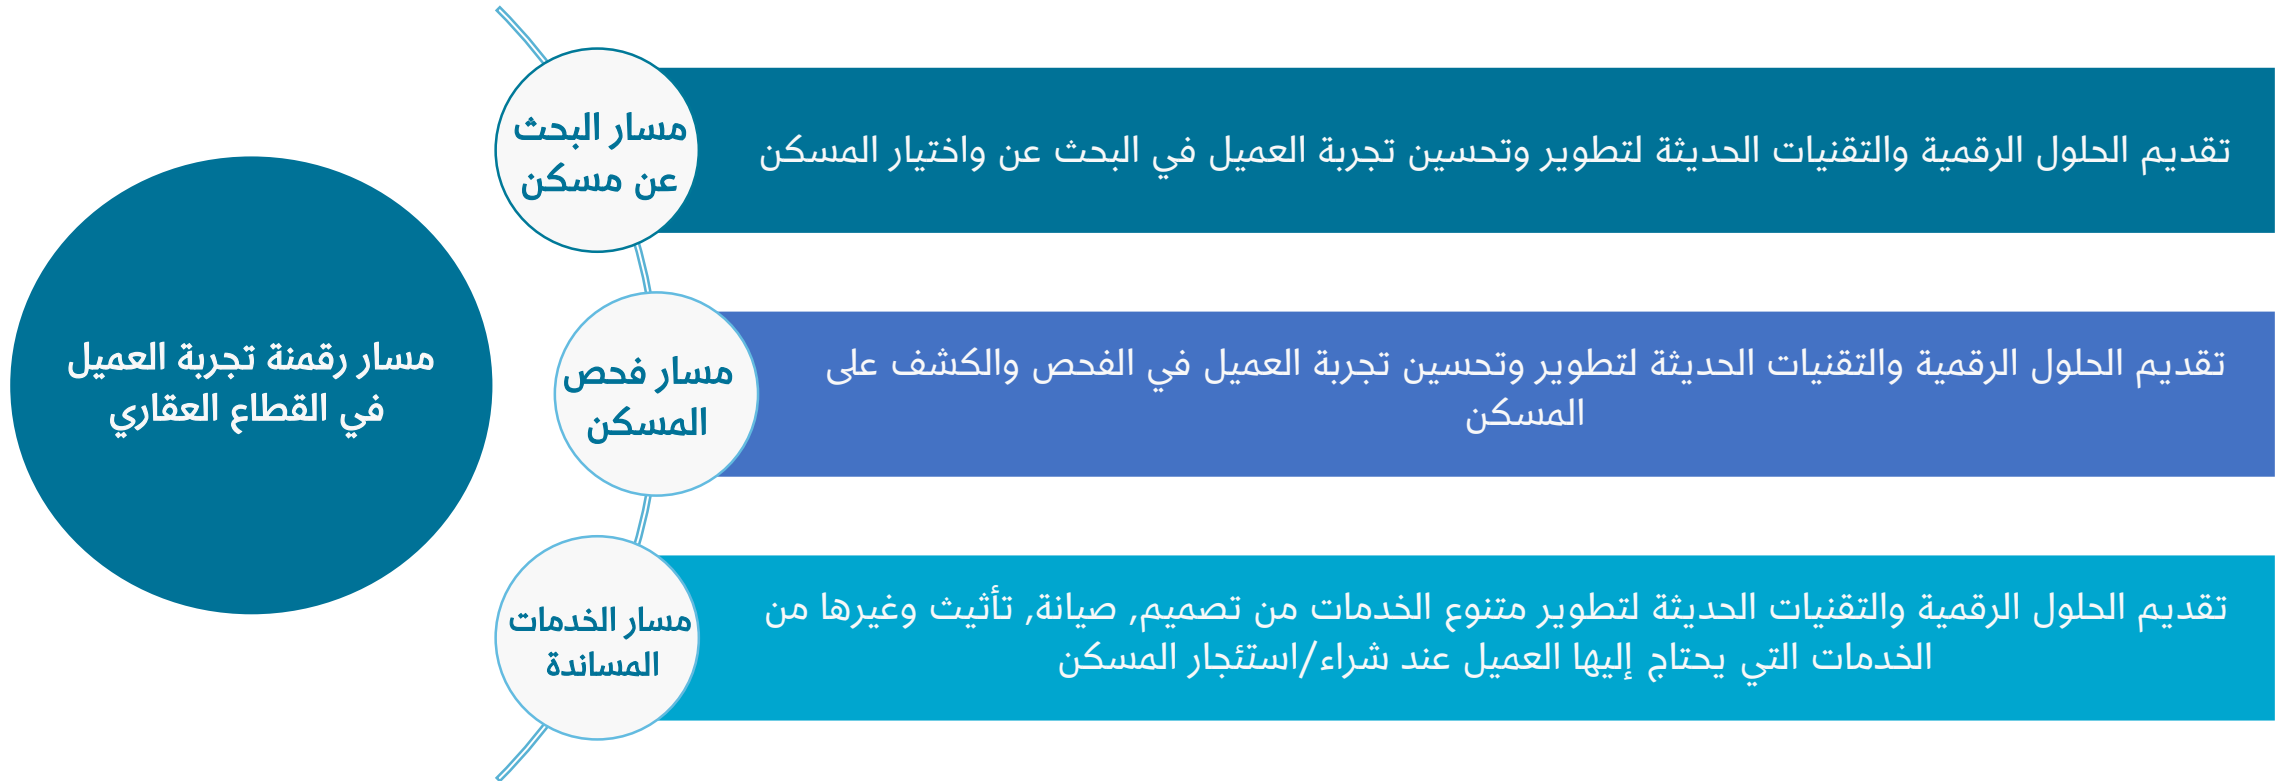 مسار رقمنة تجربة العميل
في القطاع العقاري
مسار البحث
عن مسكن
تقديم الحلول الرقمية والتقنيات الحديثة لتطوير وتحسين تجربة العميل في البحث عن واختيار المسكن
مسار فحص
المسكن
تقديم الحلول الرقمية والتقنيات الحديثة لتطوير وتحسين تجربة العميل في الفحص والكشف على
المسكن
مسار الخدمات
المساندة
تقديم الحلول الرقمية والتقنيات الحديثة لتطوير متنوع الخدمات من تصميم, صيانة, تأثيث وغيرها من
الخدمات التي يحتاج إليها العميل عند شراء/استئجار المسكن